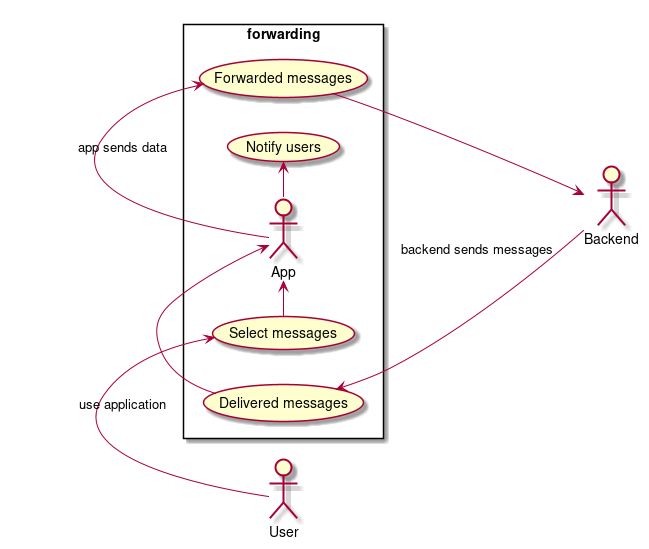 forwarding
Forwarded messages
app sends data
Notify users
Backend
backend sends messages
App
Select messages
use application
Delivered messages
User